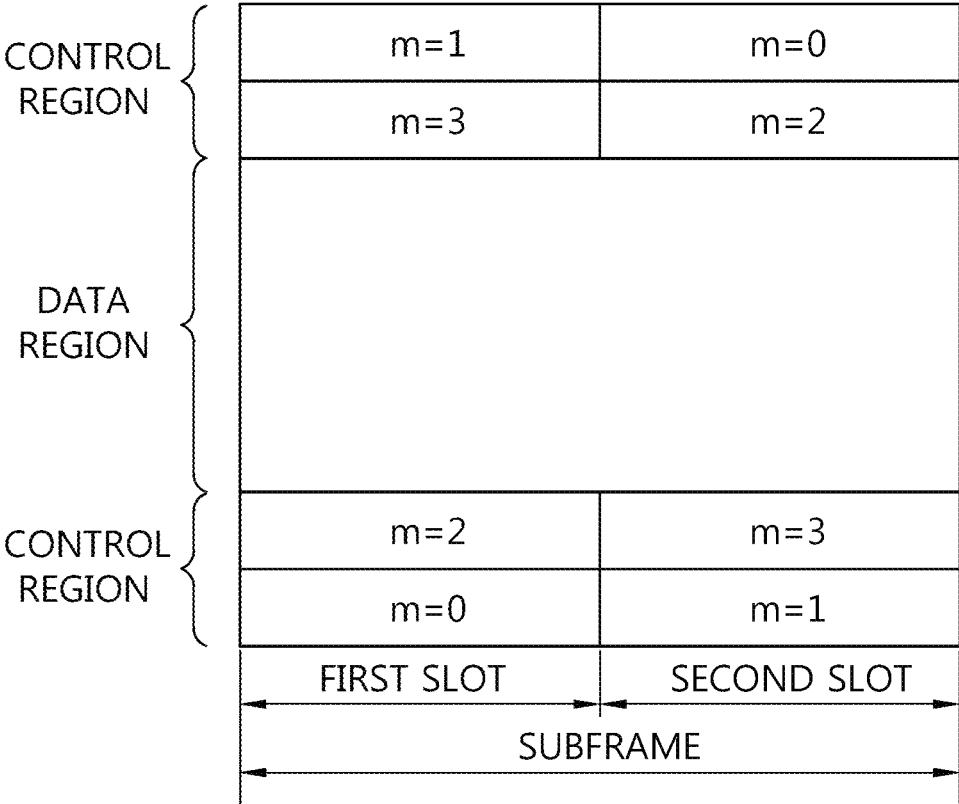 CONTROL
REGION
m=1
m=0
m=3
m=2
DATA
REGION
CONTROL
REGION
m=2
m=3
m=0
m=1
FIRST SLOT
SECOND SLOT
SUBFRAME